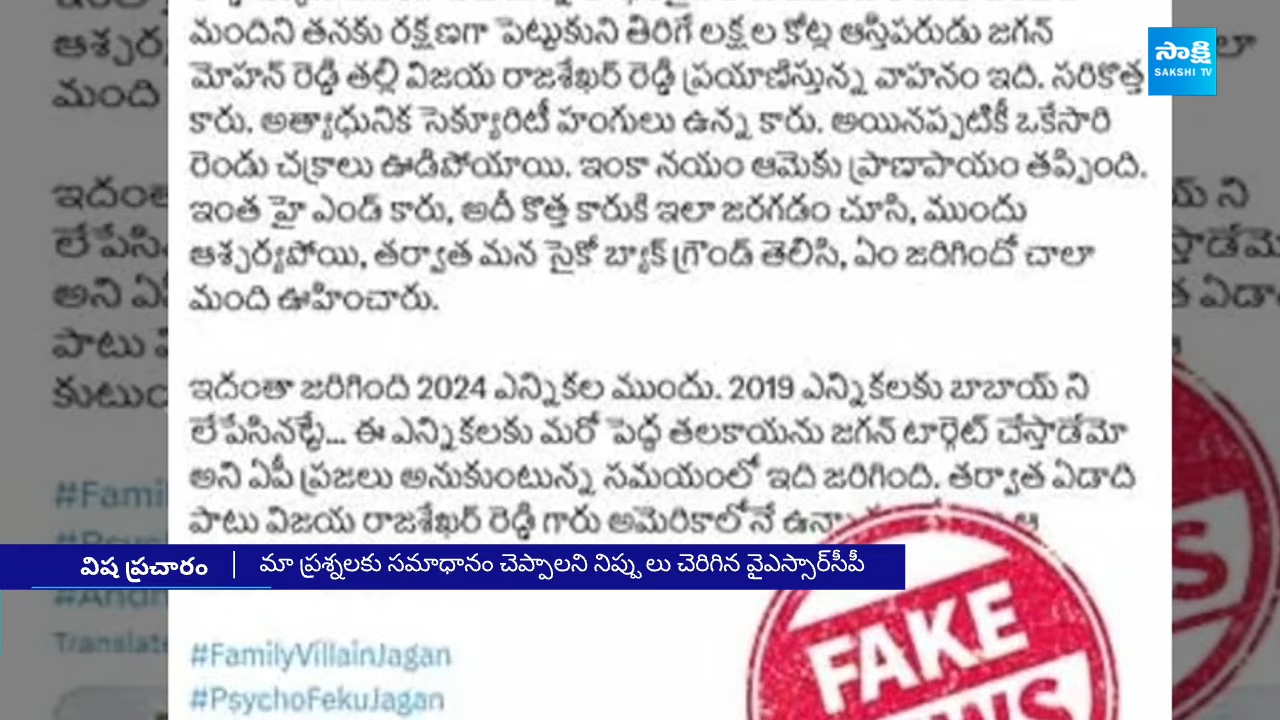 మందిని తనకు రక్షణగా పెట్టుకుని తిరిగే లక్షల కోట్ల ఆస్తిపరుడు జగన్
మోహన్ రెడ్డి తల్లి విజయ రాజశేఖర్ రెడ్డి ప్రయాణిస్తున్న వాహనం ఇది. సరికొత్త
కారు. అత్యాధునిక సెక్యూరిటీ హంగులు ఉన్న కారు. అయినప్పటికీ ఒకేసారి
రెండు చక్రాలు ఊడిపోయాయి. ఇంకా నయం ఆమెకు ప్రాణాపాయం తప్పింది.
ఇంత హై ఎండ్ కారు, అదీ కొత్త కారుకి ఇలా జరగడం చూసి, ముందు
ఆశ్చర్యపోయి, తర్వాత మన సైకో బ్యాక్ గ్రౌండ్ తెలిసి, ఏం జరిగిందో చాలా
మంది ఊహించారు.
ఇదంతా జరిగింది 2024 ఎన్నికల ముందు. 2019 ఎన్నికలకు బాబాయ్ ని
లేపేసినట్టే... ఈ ఎన్నికలకు మరో పెద్ద తలకాయను జగన్ టార్గెట్ చేస్తాడేమో
అని ఏపీ ప్రజలు అనుకుంటున్న సమయంలో ఇది జరిగింది. తర్వాత ఏడాది
పాటు విజయ రాజశేఖర్ రెడ్డి గారు అమెరికాలోనే
#FamilyVillainJagan
#PsychoFekuJagan
FAKE
సాక్షి
SAKSHI TV
విష ప్రచారం | మా ప్రశ్నలకు సమాధానం చెప్పాలని నిప్పులు చెరిగిన వైఎస్సార్‌సీపీ